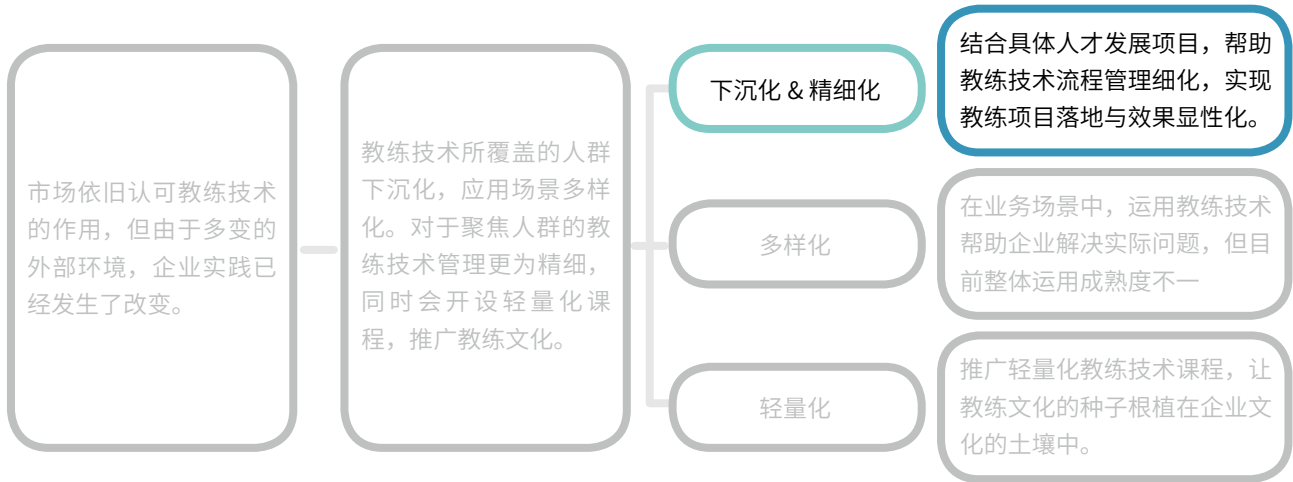 市场依旧认可教练技术
的作用，但由于多变的
外部环境，企业实践已
经发生了改变。
教练技术所覆盖的人群
下沉化，应用场景多样
化。对于聚焦人群的教
练技术管理更为精细，
同时会开设轻量化课
程，推广教练文化。
下沉化 & 精细化
结合具体人才发展项目，帮助
教练技术流程管理细化，实现
教练项目落地与效果显性化。
多样化
在业务场景中，运用教练技术
帮助企业解决实际问题，但目
前整体运用成熟度不一
轻量化
推广轻量化教练技术课程，让
教练文化的种子根植在企业文
化的土壤中。